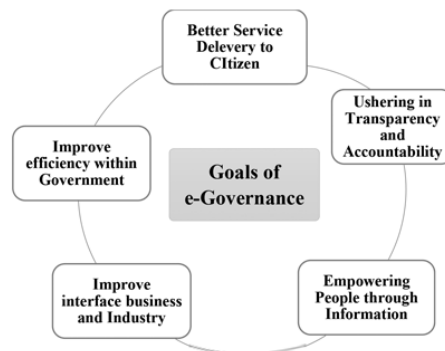 Better Service
Delevery to
CItizen
Ushering in
Transparency
and
Accountability
Improve
efficiency within
Government
Goals of
e-Governance
Improve
interface business
and Industry
Empowering
People through
Information